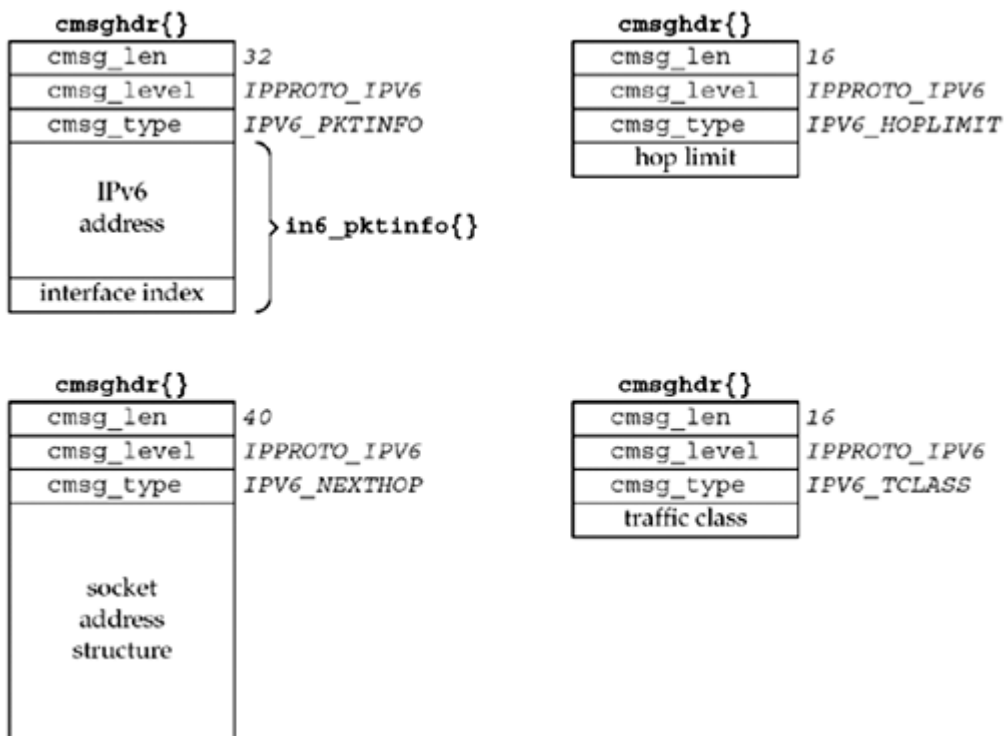 cmsghdr{}
cmsg_len 32
cmsg_level IPPROTO_IPV6
cmsg_type IPV6_PKTINFO
IPv6
address
in6_pktinfo{}
interface index
cmsghdr{}
cmsg_len 16
cmsg_level IPPROTO_IPV6
cmsg_type IPV6_HOPLIMIT
hop limit
cmsghdr{}
cmsg_len 40
cmsg_level IPPROTO_IPV6
cmsg_type IPV6_NEXTHOP
socket
address
structure
cmsghdr{}
cmsg_len 16
cmsg_level IPPROTO_IPV6
cmsg_type IPV6_TCLASS
traffic class